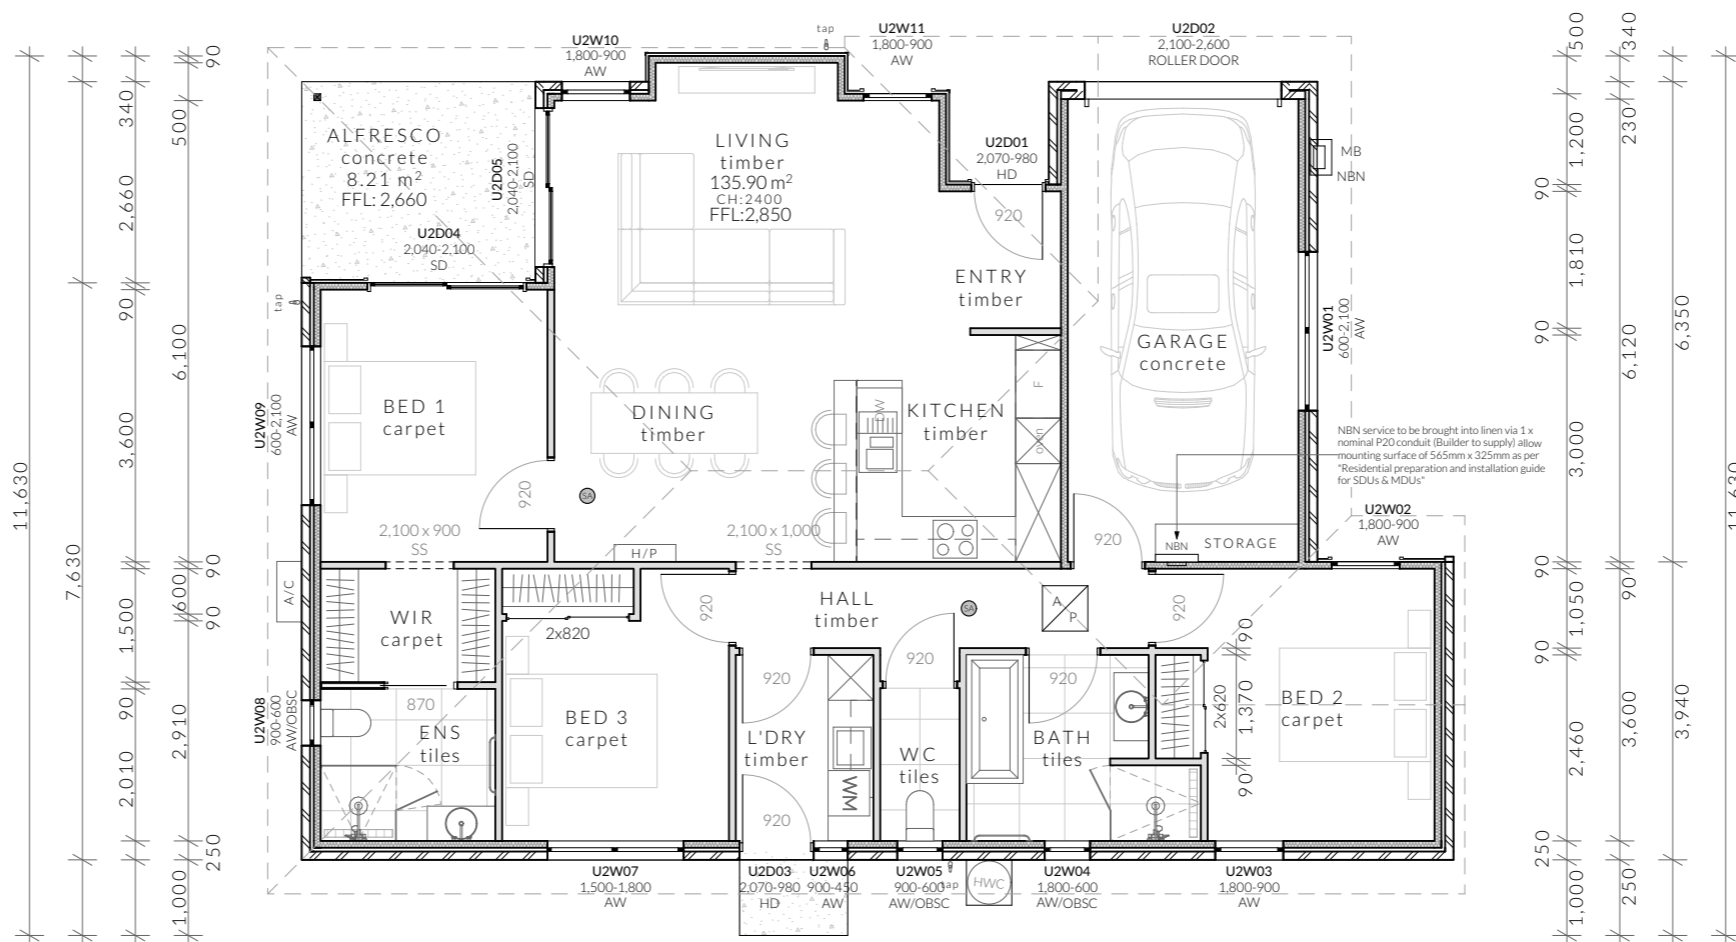 tap
U2W10
1,800-900
AW
U2W11
1,800-900
AW
U2D02
2,100-2,600
ROLLER DOOR
ALFRESCO
concrete
8.21 m²
FFL: 2,660
U2D05
2,040-2,100
SD
LIVING
timber
135.90 m²
CH:2400
FFL:2,850
U2D01
2,070-980
HD
920
MB
NBN
U2D04
2,040-2,100
SD
tap
ENTRY
timber
GARAGE
concrete
U2W01
600-2,100
AW
U2W09
600-2,100
AW
BED 1
carpet
DINING
timber
DW
KITCHEN
timber
F
oven
920
SA
NBN service to be brought into linen via 1 x
nominal P20 conduit (Builder to supply) allow
mounting surface of 565mm x 325mm as per
"Residential preparation and installation guide
for SDUs & MDUs"
2,100 x 900
SS
H/P
2,100 x 1,000
SS
920
NBN
STORAGE
U2W02
1,800-900
AW
A/C
WIR
carpet
2x820
920
HALL
timber
SA
A
P
920
U2W08
900-600
AW/OBSC
870
ENS
tiles
BED 3
carpet
920
L'DRY
timber
WM
920
920
WC
tiles
920
BATH
tiles
2x620
90
1,370
90
BED 2
carpet
U2W07
1,500-1,800
AW
U2D03
2,070-980
HD
U2W06
900-450
AW
U2W05
900-600
AW/OBSC
tap
HWC
U2W04
1,800-600
AW/OBSC
U2W03
1,800-900
AW
11,630
7,630
340
2,660
90
3,600
1,500
90
2,010
90
500
6,100
90
600
90
2,910
250
1,000
500
1,200
90
1,810
90
3,000
90
1,050
90
2,460
250
1,000
340
230
6,120
90
3,600
250
6,350
3,940
11,630